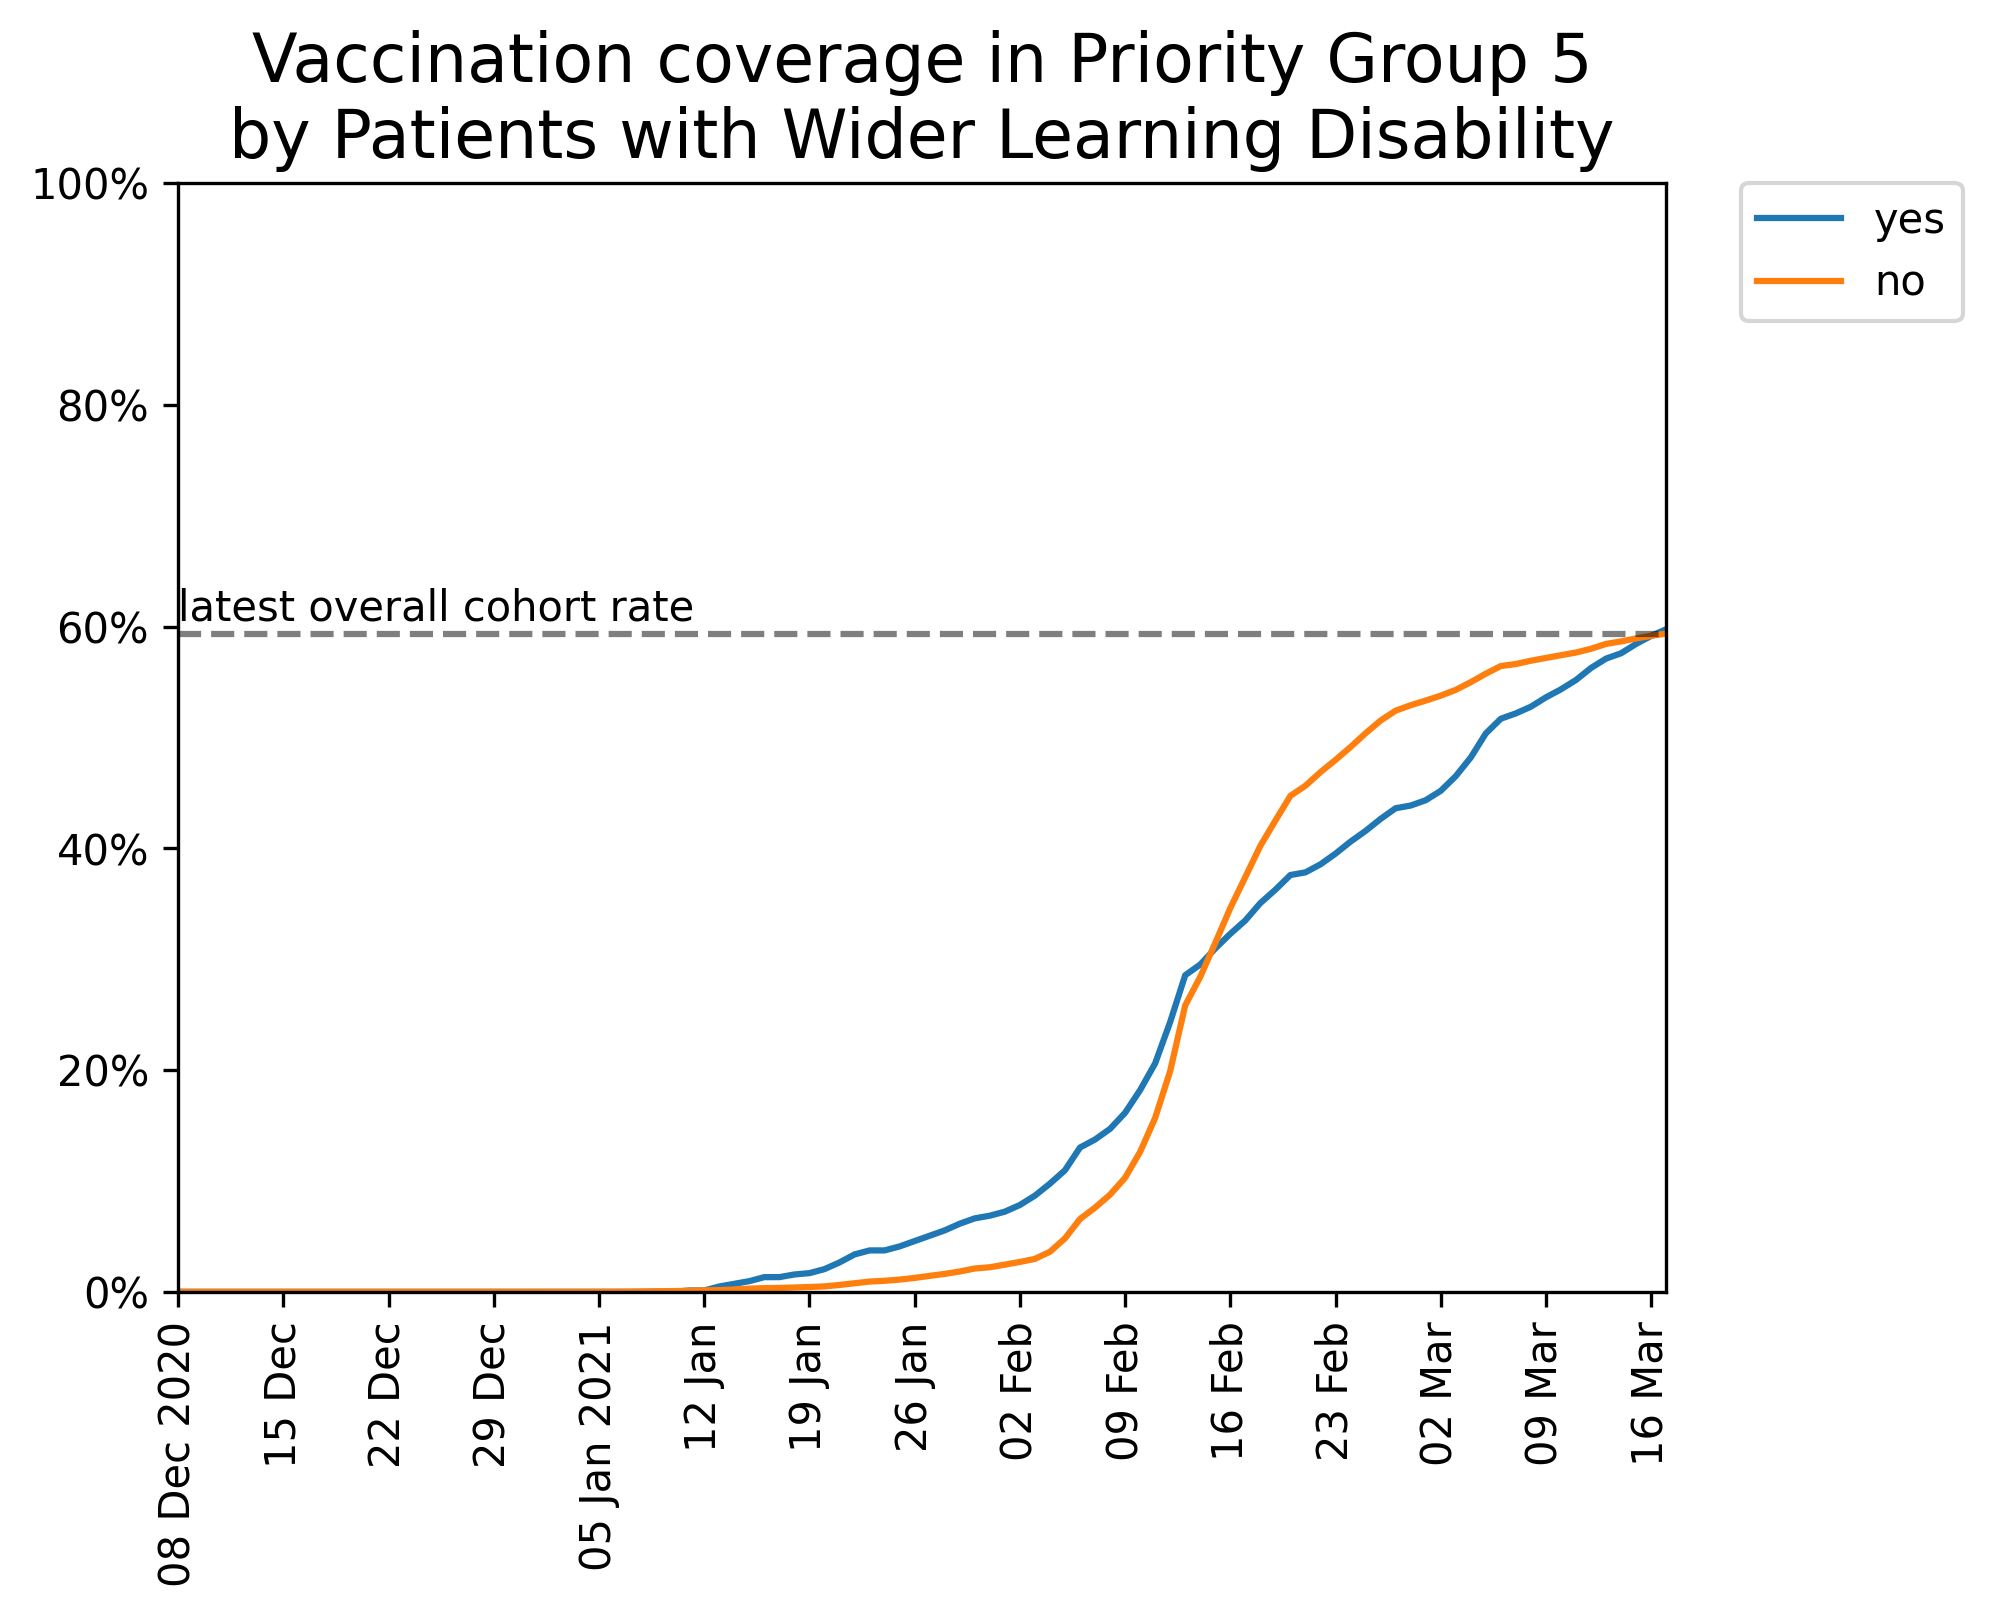 Vaccination coverage in Priority Group 5
by Patients with Wider Learning Disability
100%
80%
60%
40%
20%
0%
latest overall cohort rate
yes
no
08 Dec 2020
15 Dec
22 Dec
29 Dec
05 Jan 2021
12 Jan
19 Jan
26 Jan
02 Feb
09 Feb
16 Feb
23 Feb
02 Mar
09 Mar
16 Mar